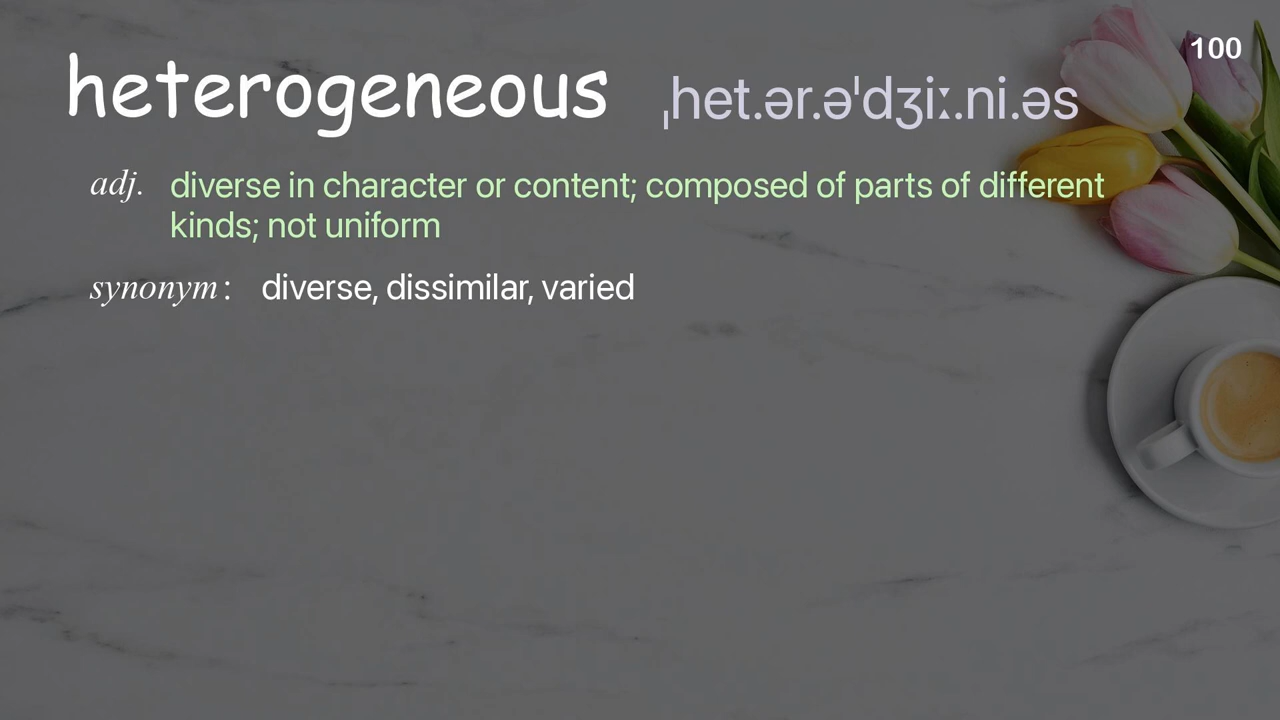 100
heterogeneous ˌhet.ər.əˈdʒiː.ni.əs
adj. diverse in character or content; composed of parts of different
kinds; not uniform
synonym: diverse, dissimilar, varied